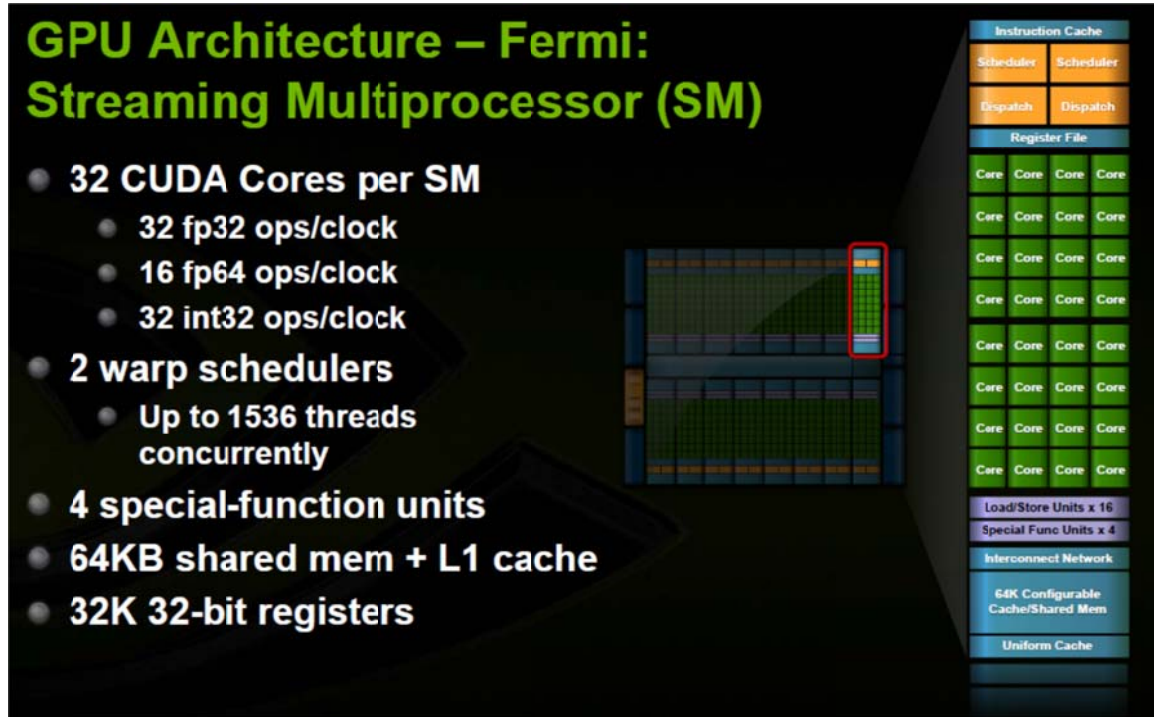 GPU Architecture – Fermi:
Streaming Multiprocessor (SM)
32 CUDA Cores per SM
32 fp32 ops/clock
16 fp64 ops/clock
32 int32 ops/clock
2 warp schedulers
Up to 1536 threads
concurrently
4 special-function units
64KB shared mem + L1 cache
32K 32-bit registers
Instruction Cache
Scheduler Scheduler
Dispatch Dispatch
Register File
Core Core Core Core
Core Core Core Core
Core Core Core Core
Core Core Core Core
Core Core Core Core
Core Core Core Core
Core Core Core Core
Core Core Core Core
Load/Store Units x 16
Special Func Units x 4
Interconnect Network
64K Configurable
Cache/Shared Mem
Uniform Cache